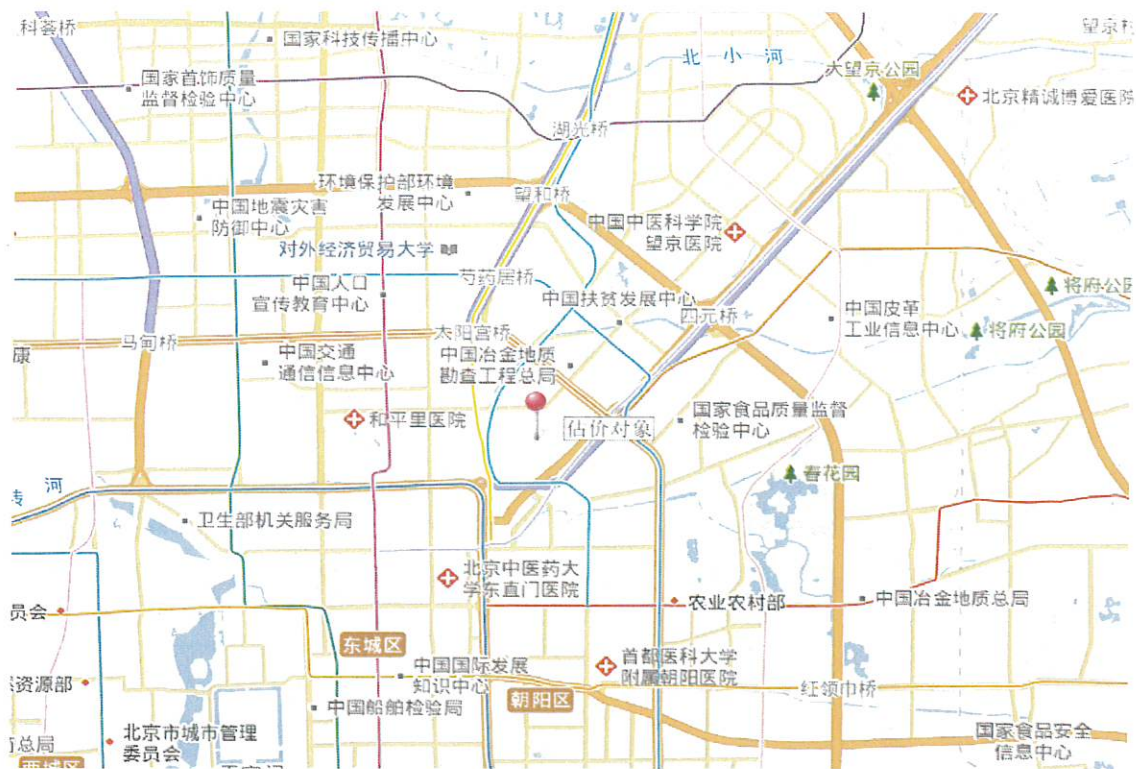 科荟桥
国家科技传播中心
北小河
望京
大望京公园
国家首饰质量
监督检验中心
北京精诚博爱医院
湖光桥
环境保护部环境
发展中心
望和桥
中国地震灾害
防御中心
中国中医科学院
望京医院
对外经济贸易大学
芍药居桥
中国人口
宣传教育中心
中国扶贫发展中心
将府公园
四元桥
中国皮革
工业信息中心
将府公园
太阳宫桥
马甸桥
康
中国交通
通信信息中心
中国冶金地质
勘查工程总局
和平里医院
估价对象
国家食品质量监督
检验中心
春花园
河
卫生部机关服务局
北京中医药大
学东直门医院
农业农村部
中国冶金地质总局
员会
东城区
中国国际发展
知识中心
首都医科大学
附属朝阳医院
资源部
朝阳区
红领巾桥
中国船舶检验局
北京市城市管理
委员会
总局
国家食品安全
信息中心
西城区